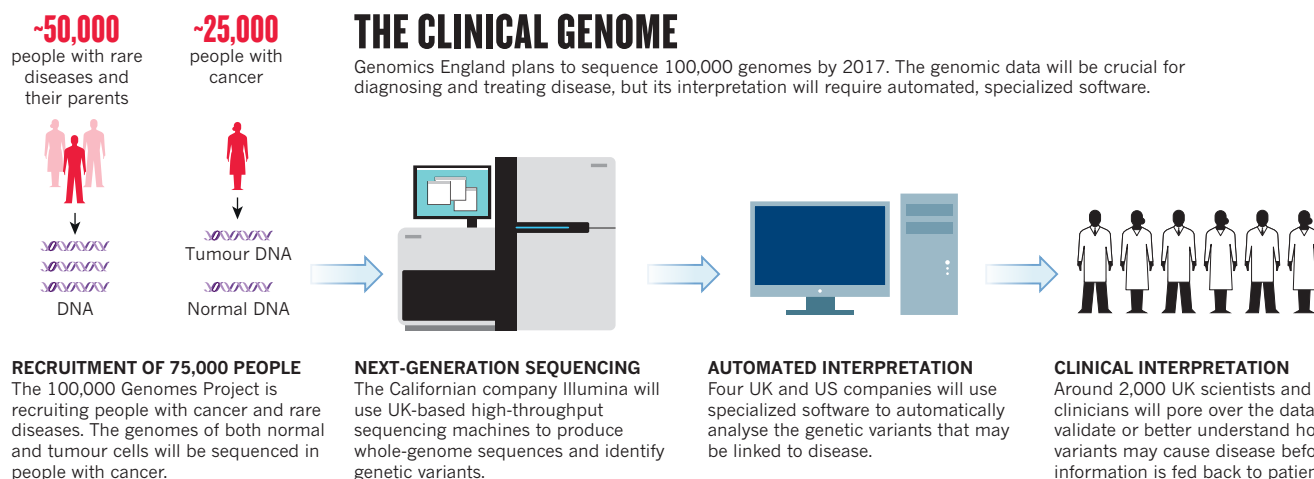 ~50,000
people with rare
diseases and
their parents
~25,000
people with
cancer
THE CLINICAL GENOME
Genomics England plans to sequence 100,000 genomes by 2017. The genomic data will be crucial for
diagnosing and treating disease, but its interpretation will require automated, specialized software.
DNA
Tumour DNA
Normal DNA
RECRUITMENT OF 75,000 PEOPLE
The 100,000 Genomes Project is
recruiting people with cancer and rare
diseases. The genomes of both normal
and tumour cells will be sequenced in
people with cancer.
NEXT-GENERATION SEQUENCING
The Californian company Illumina will
use UK-based high-throughput
sequencing machines to produce
whole-genome sequences and identify
genetic variants.
AUTOMATED INTERPRETATION
Four UK and US companies will use
specialized software to automatically
analyse the genetic variants that may
be linked to disease.
CLINICAL INTERPRETATION
Around 2,000 UK scientists and
clinicians will pore over the data
validate or better understand
variants may cause disease
information is fed back to